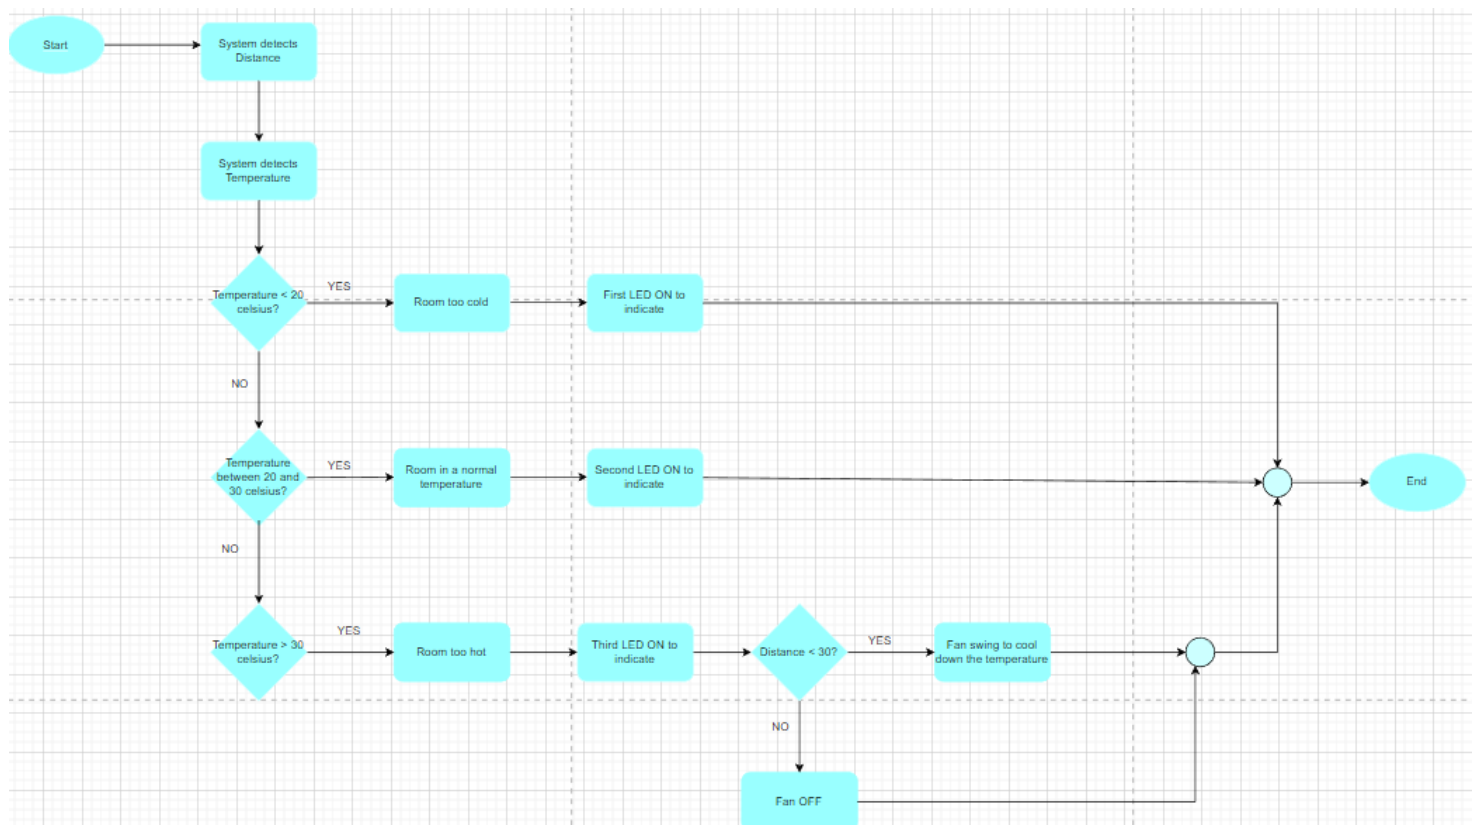 Start
System detects
Distance
System detects
Temperature
Temperature < 20
celsius?
YES
Room too cold
First LED ON to
indicate
NO
Temperature
between 20 and
30 celsius?
YES
Room in a normal
temperature
Second LED ON to
indicate
End
NO
Temperature > 30
celsius?
YES
Room too hot
Third LED ON to
indicate
Distance < 30?
YES
Fan swing to cool
down the temperature
NO
Fan OFF